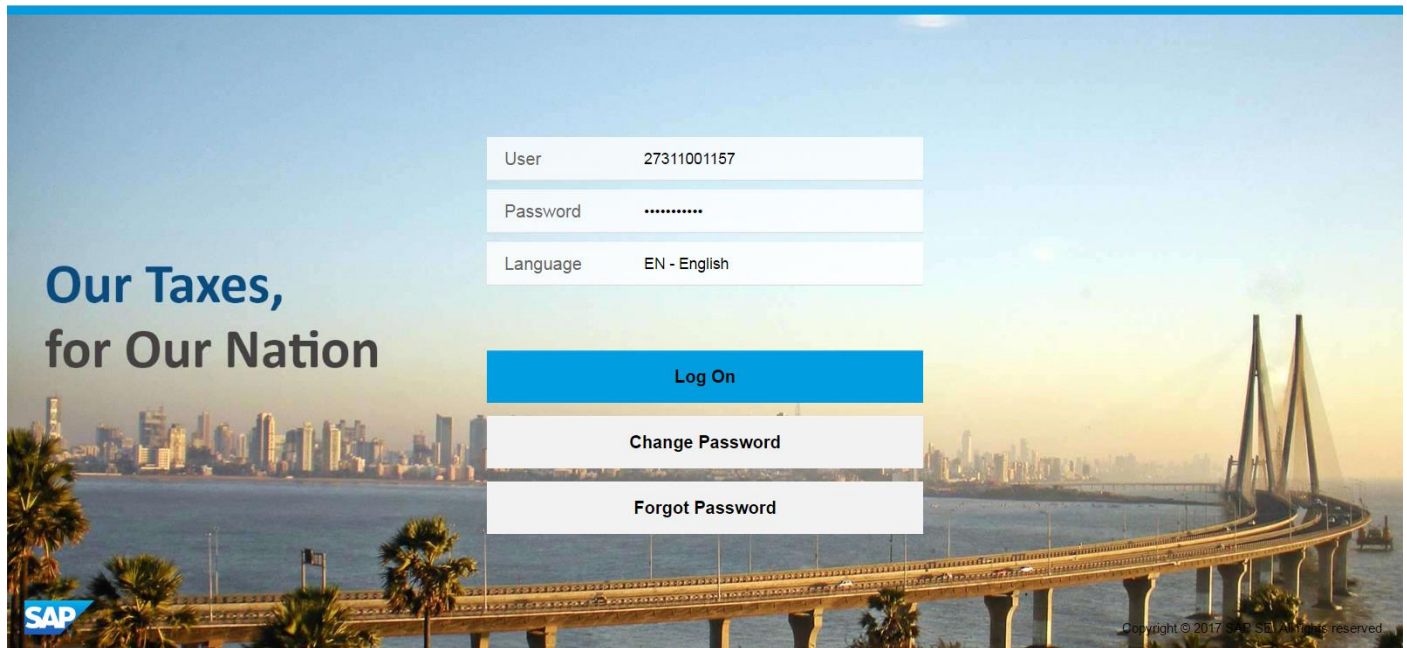 User 27311001157
Password ...........
Language EN - English
Our Taxes,
for Our Nation
Log On
Change Password
Forgot Password
SAP
Copyright © 2017 SAP SE. All rights reserved.